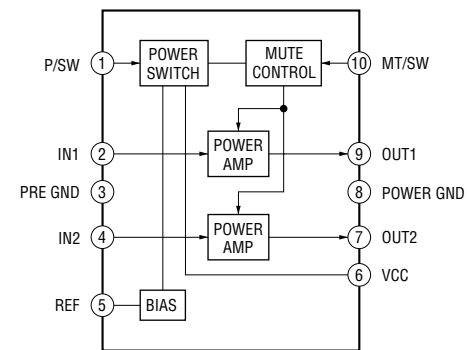 POWER
SWITCH
MUTE
CONTROL
P/SW
1
10
MT/SW
IN1
2
POWER
AMP
9
OUT1
PRE GND
3
8
POWER GND
IN2
4
POWER
AMP
7
OUT2
6
VCC
REF
5
BIAS